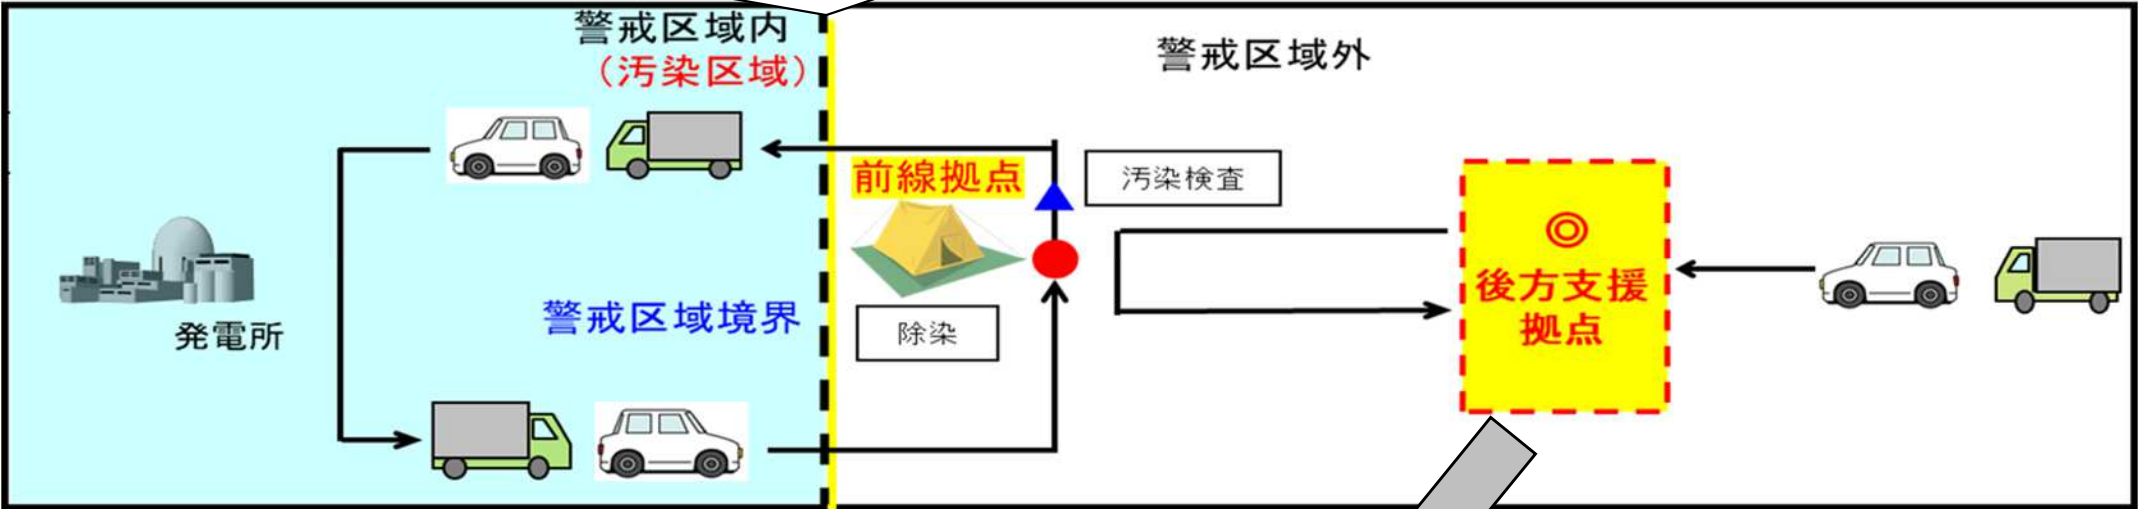 警戒区域内
（汚染区域）
警戒区域外
前線拠点
汚染検査
後方支援
拠点
警戒区域境界
除染
発電所